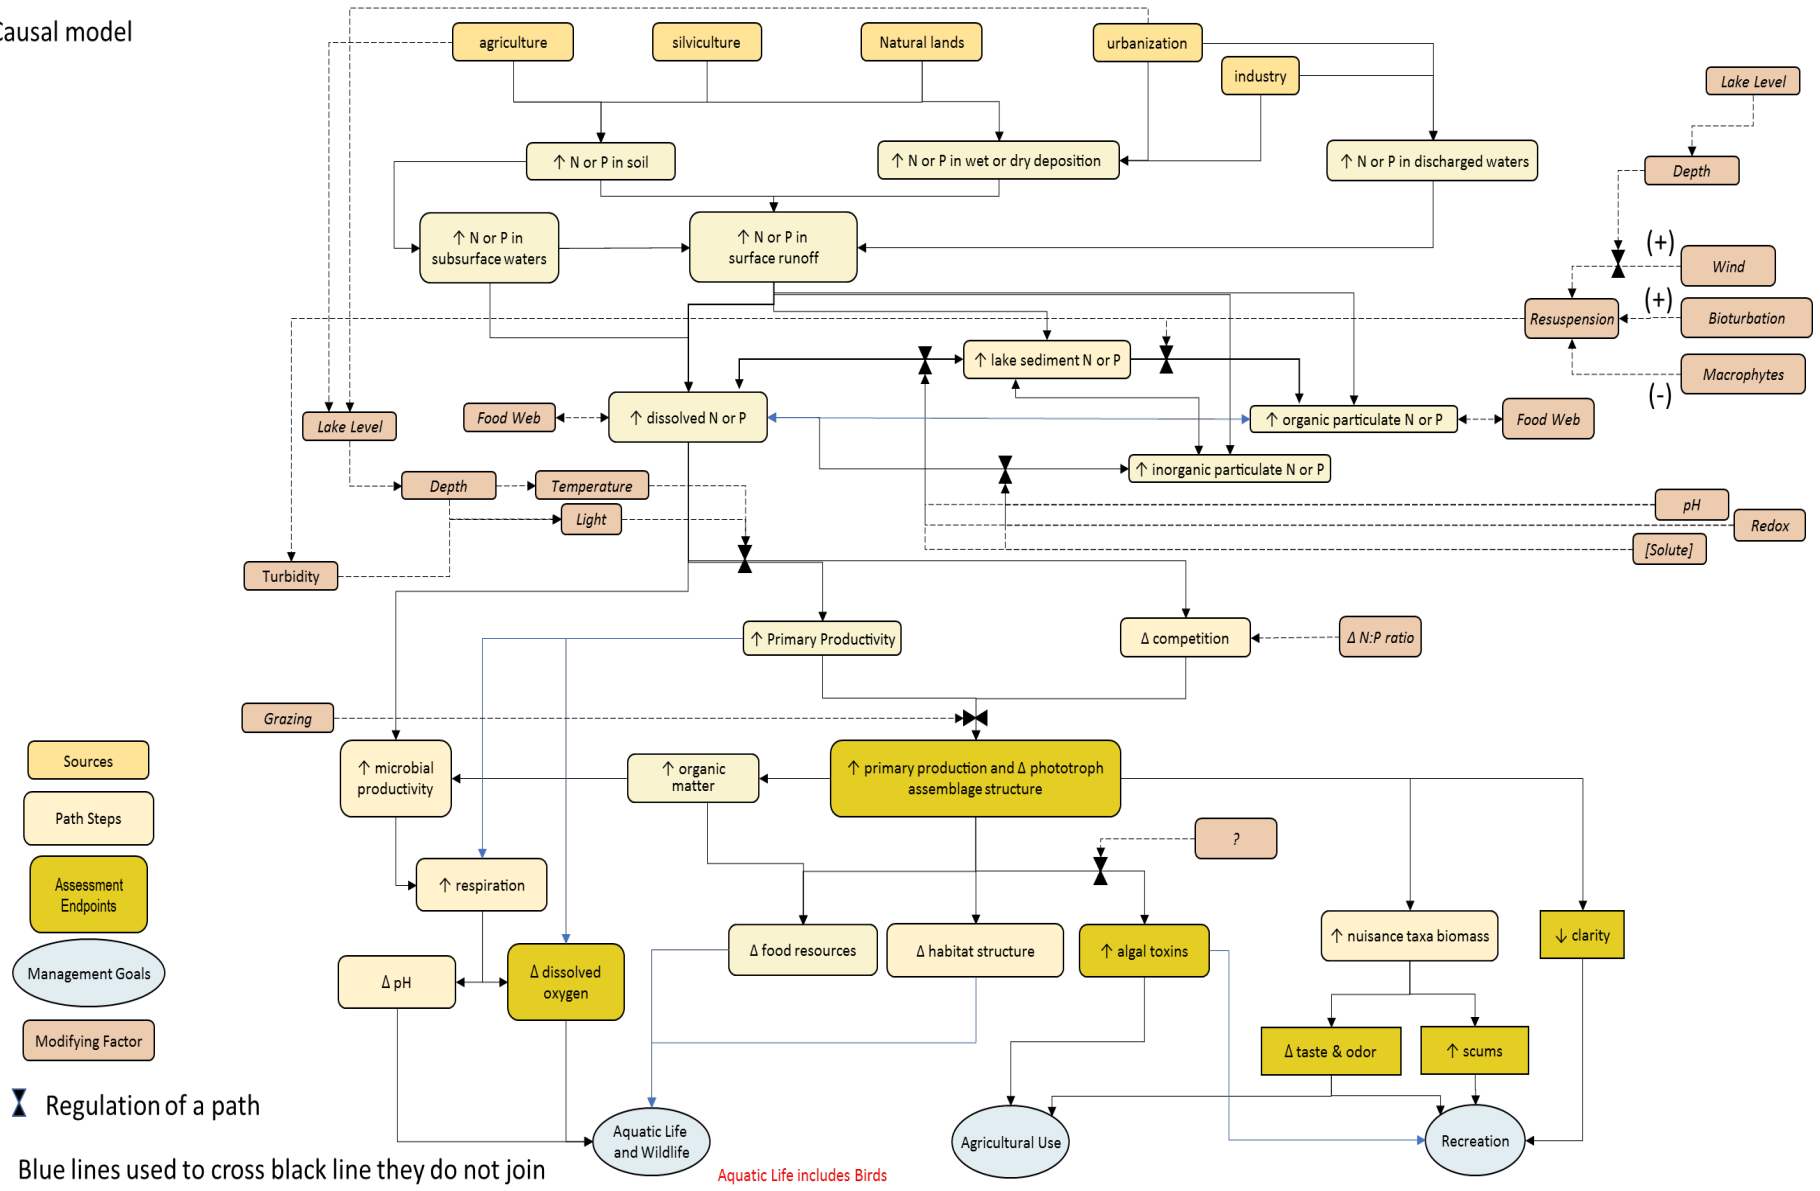 Causal model
agriculture
silviculture
Natural lands
urbanization
industry
Lake Level
↑ N or P in soil
↑ N or P in wet or dry deposition
↑ N or P in discharged waters
Depth
↑ N or P in
subsurface waters
↑ N or P in
surface runoff
(+)
Wind
(+)
Resuspension
Bioturbation
↑ lake sediment N or P
Macrophytes
(-)
Lake Level
Food Web
↑ dissolved N or P
↑ organic particulate N or P
Food Web
↑ inorganic particulate N or P
Depth
Temperature
Light
pH
Redox
[Solute]
Turbidity
↑ Primary Productivity
Δ competition
Δ N:P ratio
Grazing
Sources
↑ microbial
productivity
↑ organic
matter
↑ primary production and Δ phototroph
assemblage structure
Path Steps
?
Assessment
Endpoints
↑ respiration
↑ nuisance taxa biomass
↓ clarity
Δ food resources
Δ habitat structure
↑ algal toxins
Management Goals
Δ pH
Δ dissolved
oxygen
Modifying Factor
Δ taste & odor
↑ scums
Regulation of a path
Aquatic Life
and Wildlife
Agricultural Use
Recreation
Blue lines used to cross black line they do not join
Aquatic Life includes Birds